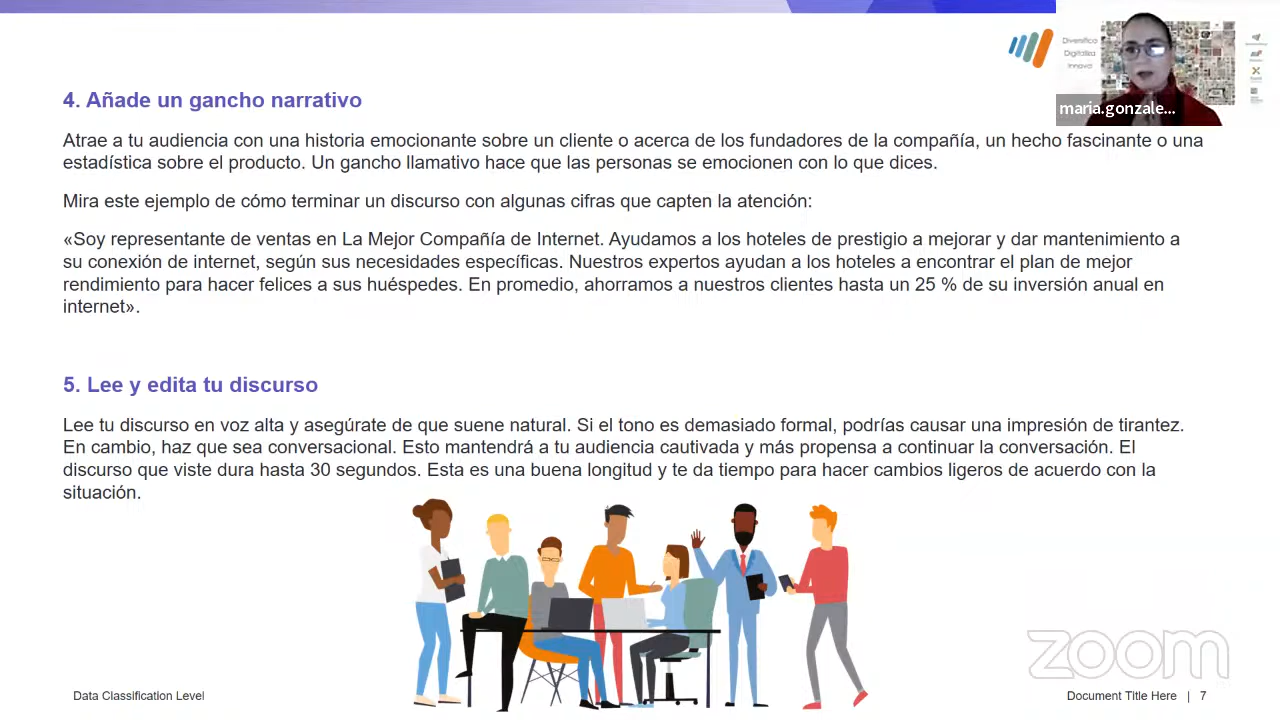 Diversifica
Digitaliza
Innova
maria.gonzale...
4. Añade un gancho narrativo
Atrae a tu audiencia con una historia emocionante sobre un cliente o acerca de los fundadores de la compañía, un hecho fascinante o una
estadística sobre el producto. Un gancho llamativo hace que las personas se emocionen con lo que dices.
Mira este ejemplo de cómo terminar un discurso con algunas cifras que capten la atención:
«Soy representante de ventas en La Mejor Compañía de Internet. Ayudamos a los hoteles de prestigio a mejorar y dar mantenimiento a
su conexión de internet, según sus necesidades específicas. Nuestros expertos ayudan a los hoteles a encontrar el plan de mejor
rendimiento para hacer felices a sus huéspedes. En promedio, ahorramos a nuestros clientes hasta un 25 % de su inversión anual en
internet».
5. Lee y edita tu discurso
Lee tu discurso en voz alta y asegúrate de que suene natural. Si el tono es demasiado formal, podrías causar una impresión de tirantez.
En cambio, haz que sea conversacional. Esto mantendrá a tu audiencia cautivada y más propensa a continuar la conversación. El
discurso que viste dura hasta 30 segundos. Esta es una buena longitud y te da tiempo para hacer cambios ligeros de acuerdo con la
situación.
zoom
Data Classification Level
Document Title Here | 7